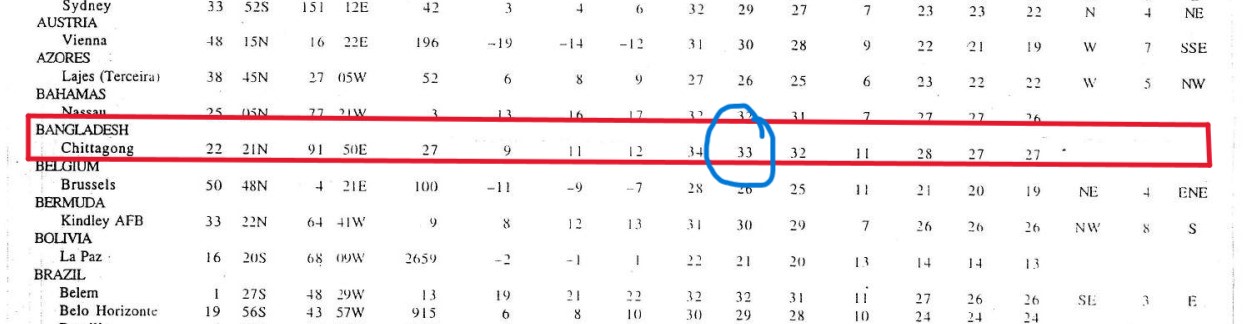 Sydney 33 52S 151 12E 42 3 4 6 32 29 27 7 23 23 22 N 4 NE
AUSTRIA
Vienna 48 15N 16 22E 196 −19 −14 −12 31 30 28 9 22 21 19 W 7 SSE
AZORES
Lajes (Terceira) 38 45N 27 05W 52 6 8 9 27 26 25 6 23 22 22 W 5 NW
BAHAMAS
Nassau 25 05N 77 21W 3 13 16 17 32 32 31 7 27 27 26
BANGLADESH
Chittagong 22 21N 91 50E 27 9 11 12 34 33 32 11 28 27 27
BELGIUM
Brussels 50 48N 4 21E 100 −11 −9 −7 28 26 25 11 21 20 19 NE 4 ENE
BERMUDA
Kindley AFB 33 22N 64 41W 9 8 12 13 31 30 29 7 26 26 26 NW 8 S
BOLIVIA
La Paz 16 20S 68 09W 2659 −2 −1 1 22 21 20 13 14 14 13
BRAZIL
Belem 1 27S 48 29W 13 19 21 22 32 32 31 11 27 26 26 SE 3 E
Belo Horizonte 19 56S 43 57W 915 6 8 10 30 29 28 10 24 24 24